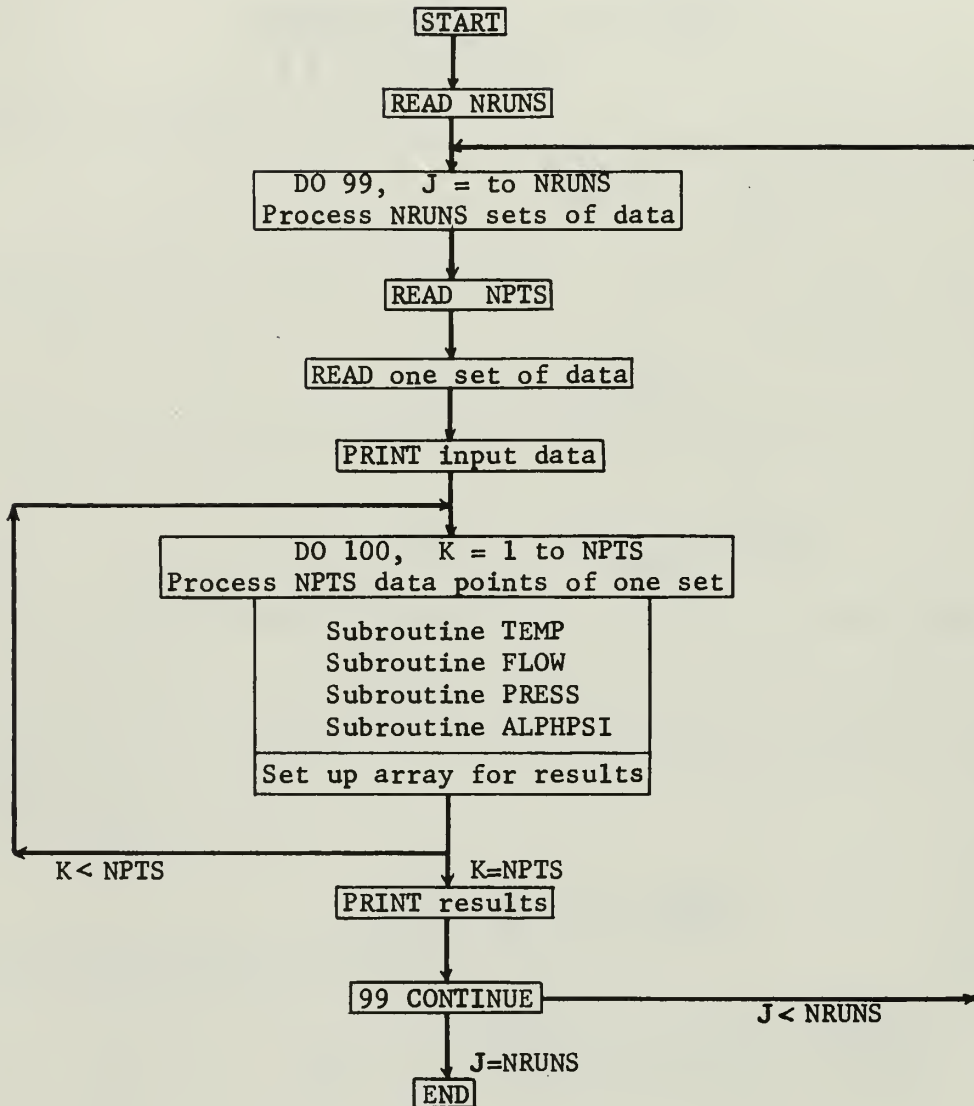 START
READ NRUNS
DO 99, J = to NRUNS
Process NRUNS sets of data
READ NPTS
READ one set of data
PRINT input data
DO 100, K = 1 to NPTS
Process NPTS data points of one set
Subroutine TEMP
Subroutine FLOW
Subroutine PRESS
Subroutine ALPHPSI
Set up array for results
K< NPTS
K=NPTS
PRINT results
99 CONTINUE
J< NRUNS
J=NRUNS
END